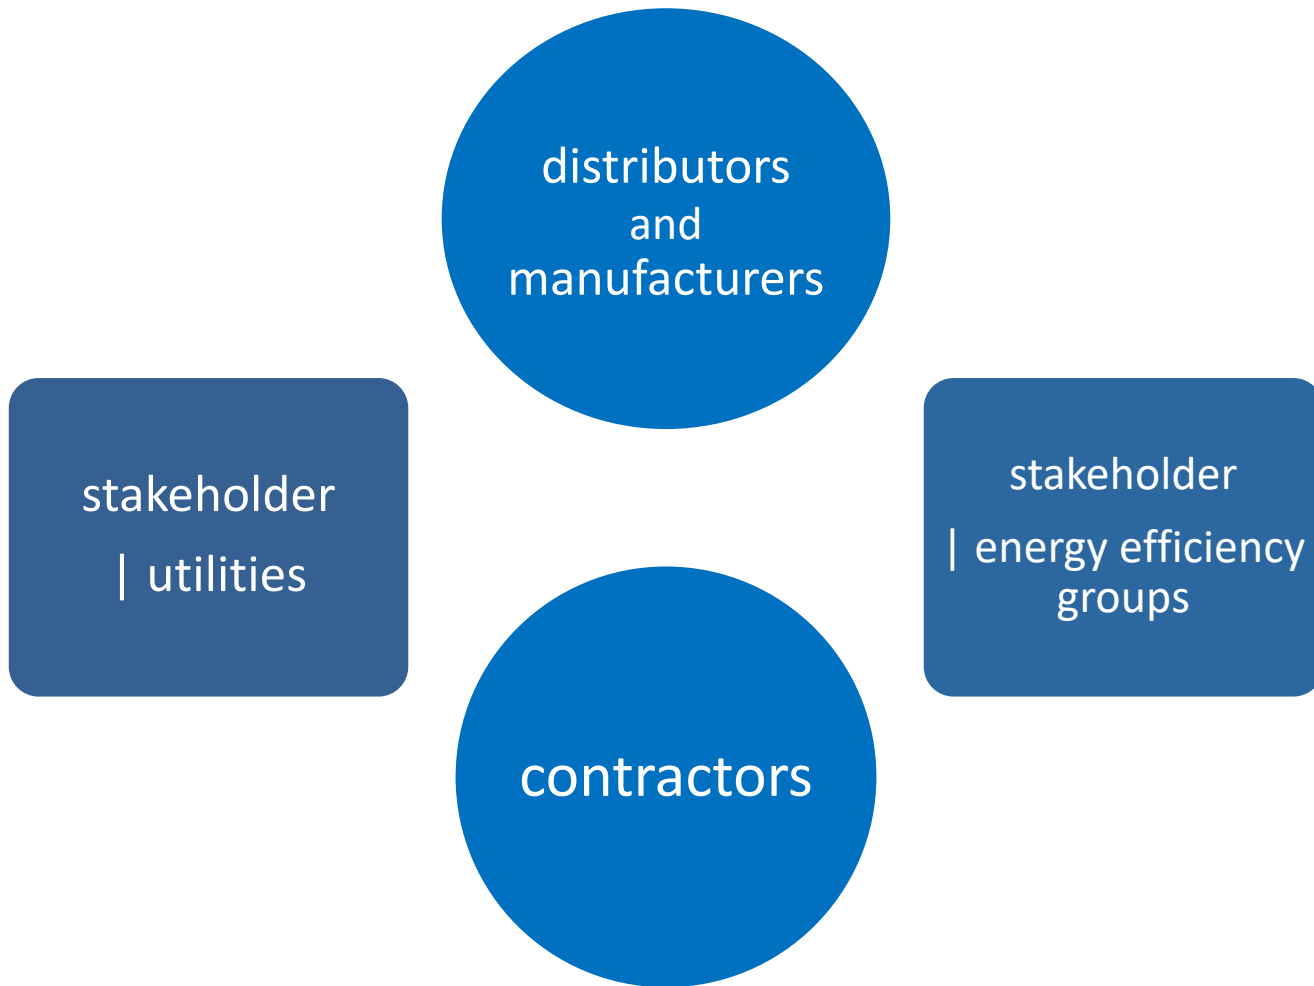 distributors
and
manufacturers
stakeholder
| utilities
stakeholder
| energy efficiency
groups
contractors